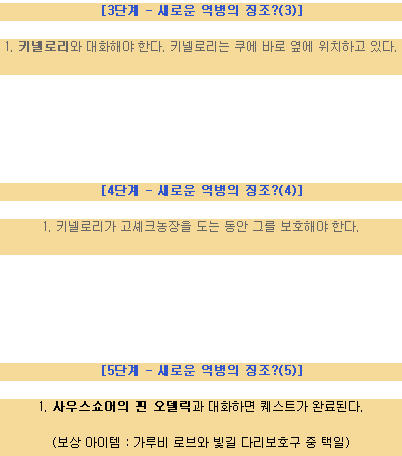 [3단계 - 새로운 역병의 징조?(3)]
1. 키넬로리와 대화해야 한다. 키넬로리는 쿠에 바로 옆에 위치하고 있다.
[4단계 - 새로운 역병의 징조?(4)]
1. 키넬로리가 고셰크농장을 도는 동안 그를 보호해야 한다.
[5단계 - 새로운 역병의 징조?(5)]
1. 사우스쇼어의 핀 오델릭과 대화하면 퀘스트가 완료된다.
(보상 아이템 : 가루비 로브와 빛길 다리보호구 중 택일)